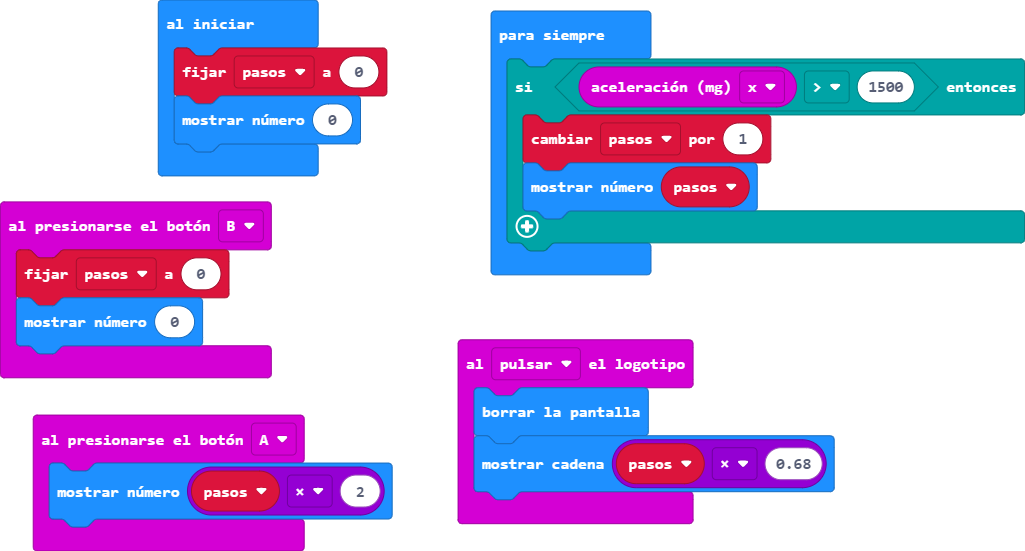 al iniciar
fijar pasos a 0
mostrar número 0
para siempre
si aceleración (mg) x > 1500 entonces
cambiar pasos por 1
mostrar número pasos
al presionarse el botón B
fijar pasos a 0
mostrar número 0
al pulsar el logotipo
borrar la pantalla
mostrar cadena pasos × 0.68
al presionarse el botón A
mostrar número pasos × 2